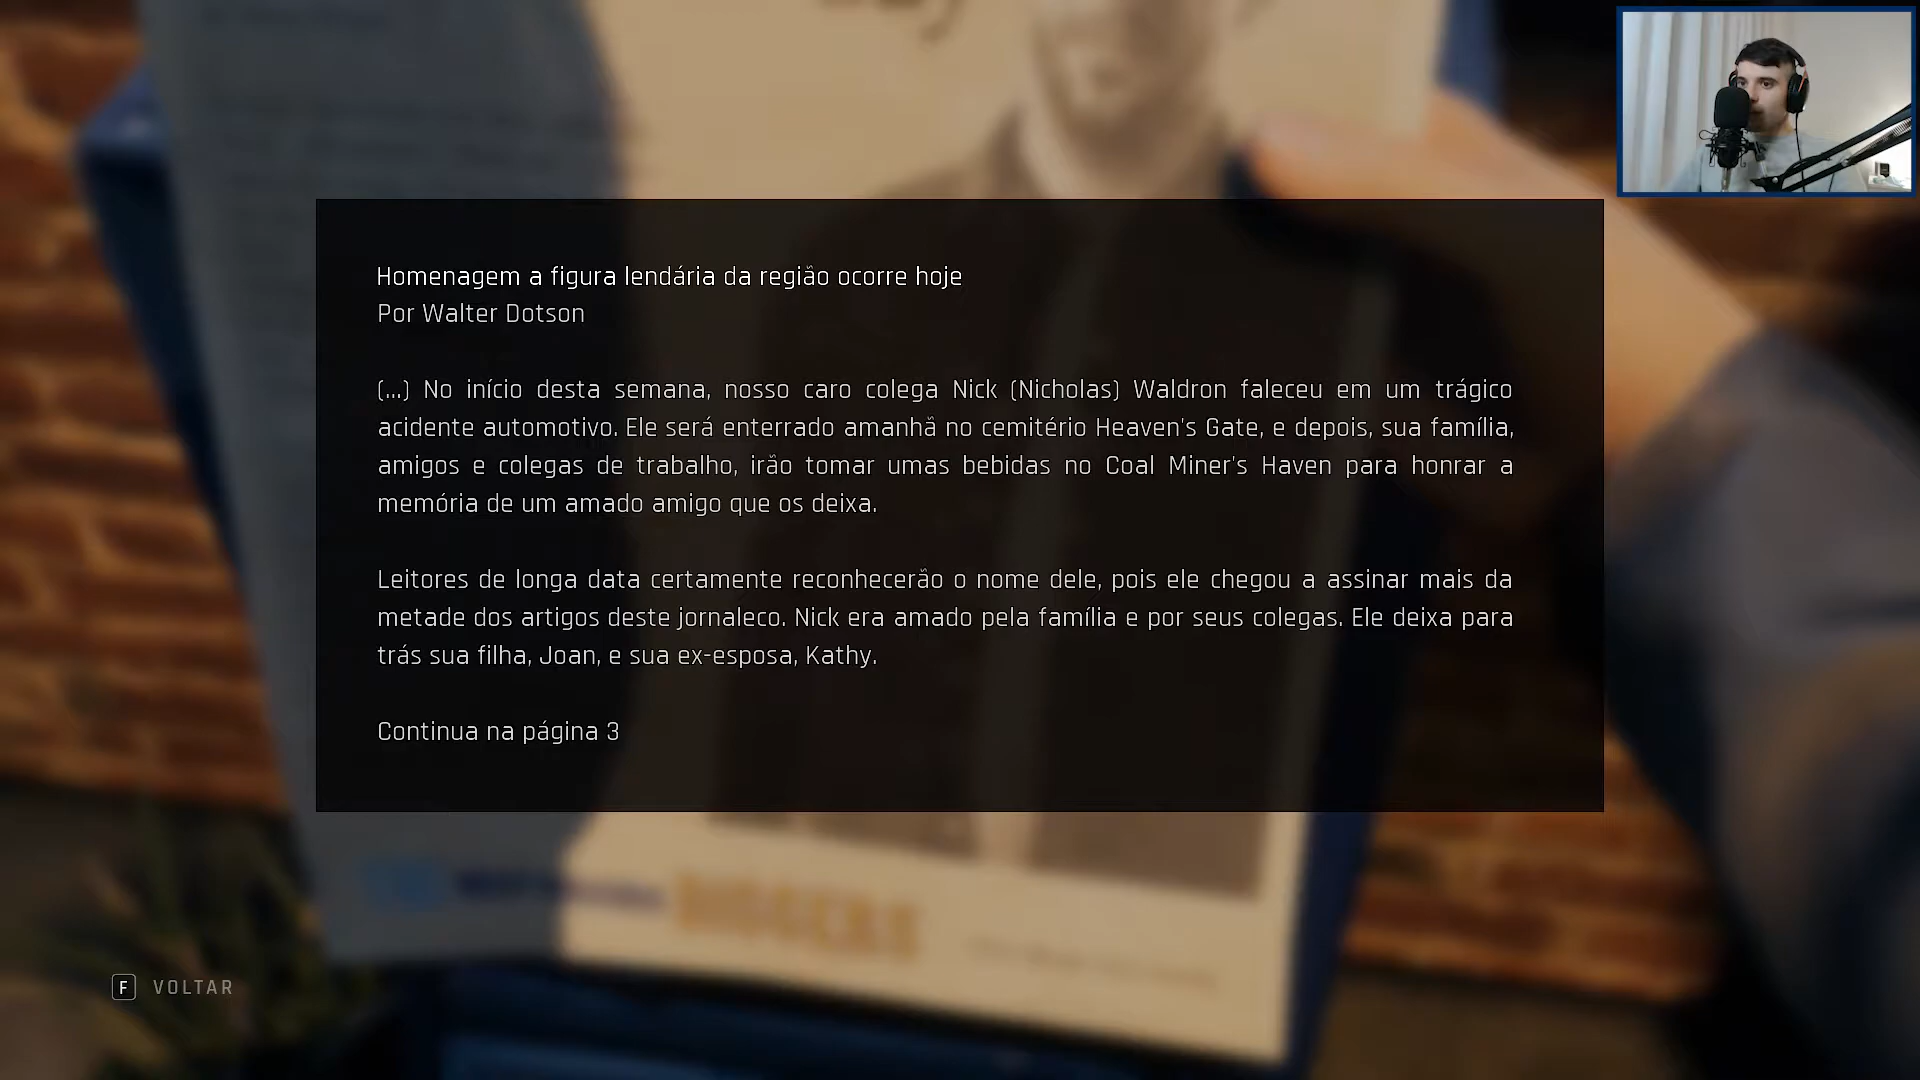 Homenagem a figura lendária da região ocorre hoje
Por Walter Dotson
(...) No início desta semana, nosso caro colega Nick (Nicholas) Waldron faleceu em um trágico
acidente automotivo. Ele será enterrado amanhã no cemitério Heaven's Gate, e depois, sua família,
amigos e colegas de trabalho, irão tomar umas bebidas no Coal Miner's Haven para honrar a
memória de um amado amigo que os deixa.
Leitores de longa data certamente reconhecerão o nome dele, pois ele chegou a assinar mais da
metade dos artigos deste jornaleco. Nick era amado pela família e por seus colegas. Ele deixa para
trás sua filha, Joan, e sua ex-esposa, Kathy.
Continua na página 3
DIGGERS
F VOLTAR